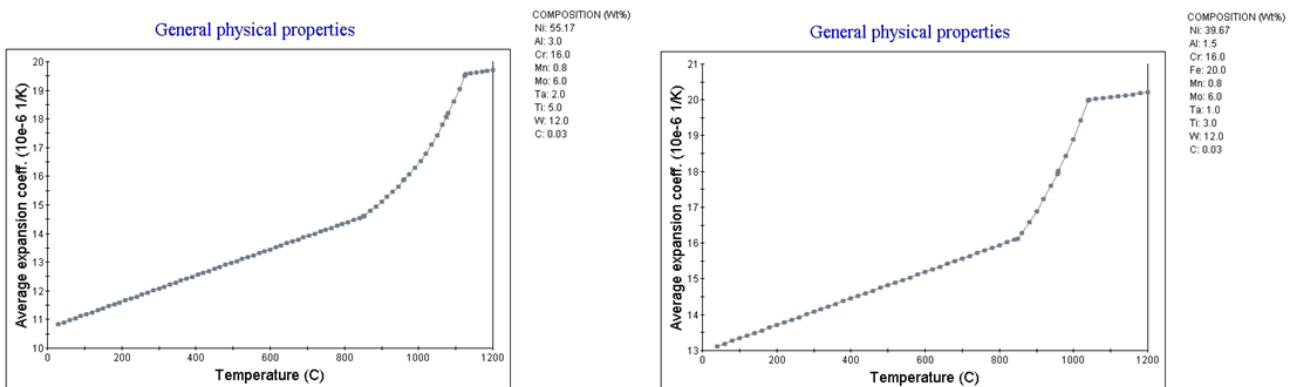 General physical properties
COMPOSITION (Wt%)
Ni: 55.17
Al: 3.0
Cr: 16.0
Mn: 0.8
Mo: 6.0
Ta: 2.0
Ti: 5.0
W: 12.0
C: 0.03
Average expansion coeff. (10e-6 1/K)
20
19
18
17
16
15
14
13
12
11
10
0
200
400
600
800
1000
1200
Temperature (C)
General physical properties
COMPOSITION (Wt%)
Ni: 39.67
Al: 1.5
Cr: 16.0
Fe: 20.0
Mn: 0.8
Mo: 6.0
Ta: 1.0
Ti: 3.0
W: 12.0
C: 0.03
Average expansion coeff. (10e-6 1/K)
21
20
19
18
17
16
15
14
13
0
200
400
600
800
1000
1200
Temperature (C)